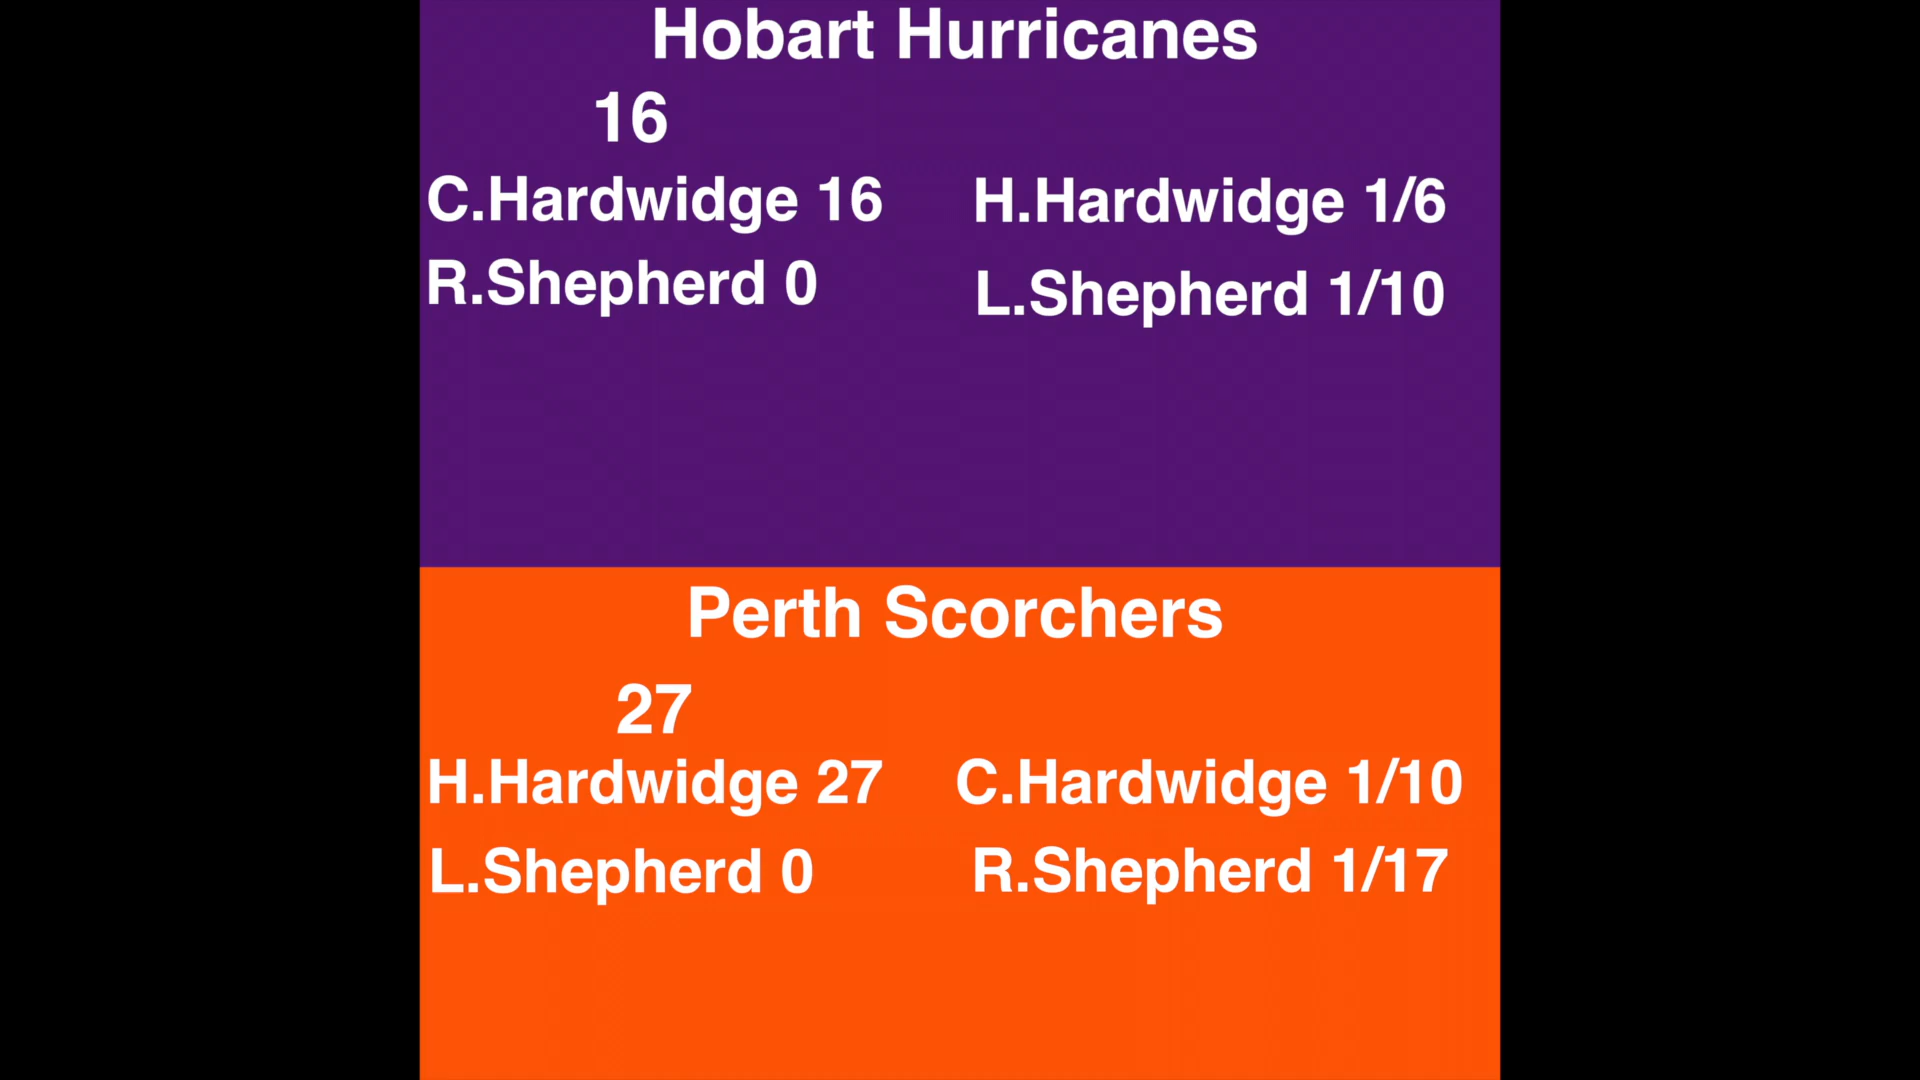 Hobart Hurricanes
16
C.Hardwidge 16 H.Hardwidge 1/6
R.Shepherd 0 L.Shepherd 1/10
Perth Scorchers
27
H.Hardwidge 27 C.Hardwidge 1/10
L.Shepherd 0 R.Shepherd 1/17